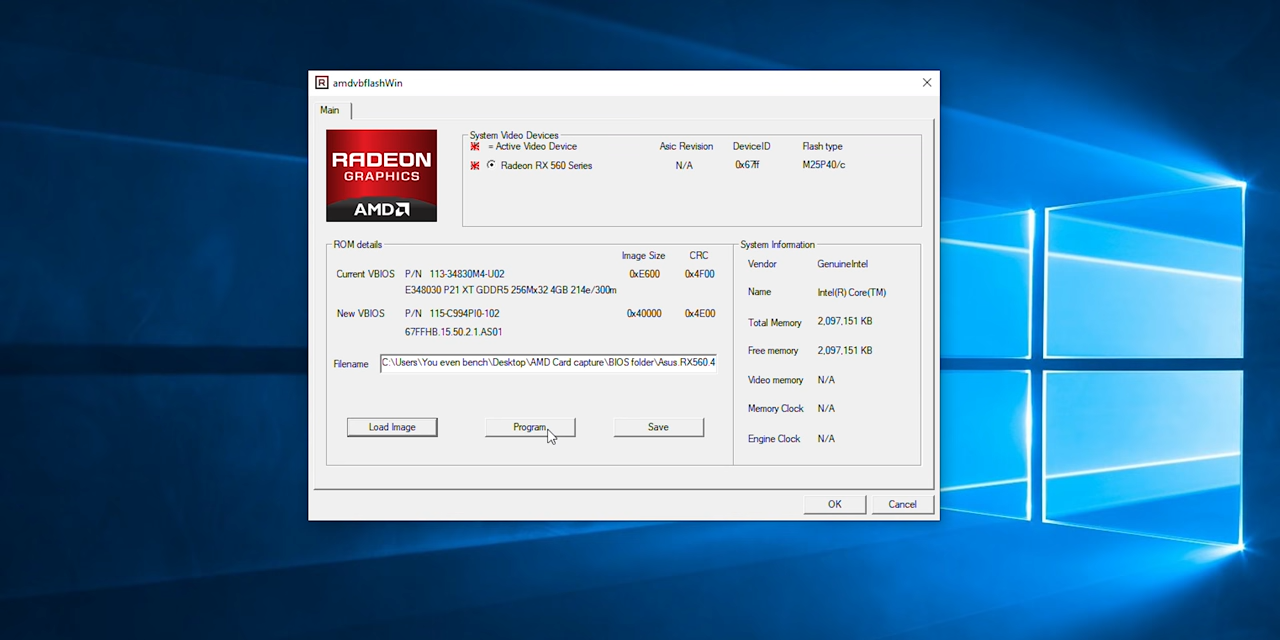 amdvbflashWin
Main
RADEON
GRAPHICS
AMD
System Video Devices
= Active Video Device Asic Revision DeviceID Flash type
Radeon RX 560 Series N/A 0x67ff M25P40/c
ROM details
Image Size CRC
Current VBIOS P/N 113-34830M4-U02 0xE600 0x4F00
E348030 P21 XT GDDR5 256Mx32 4GB 214e/300m
New VBIOS P/N 115-C994PI0-102 0x40000 0x4E00
67FFHB.15.50.2.1.AS01
Filename C:\Users\You even bench\Desktop\AMD Card capture\BIOS folder\Asus.RX560.4
Load Image Program Save
System Information
Vendor GenuineIntel
Name Intel(R) Core(TM)
Total Memory 2,097,151 KB
Free memory 2,097,151 KB
Video memory N/A
Memory Clock N/A
Engine Clock N/A
OK Cancel